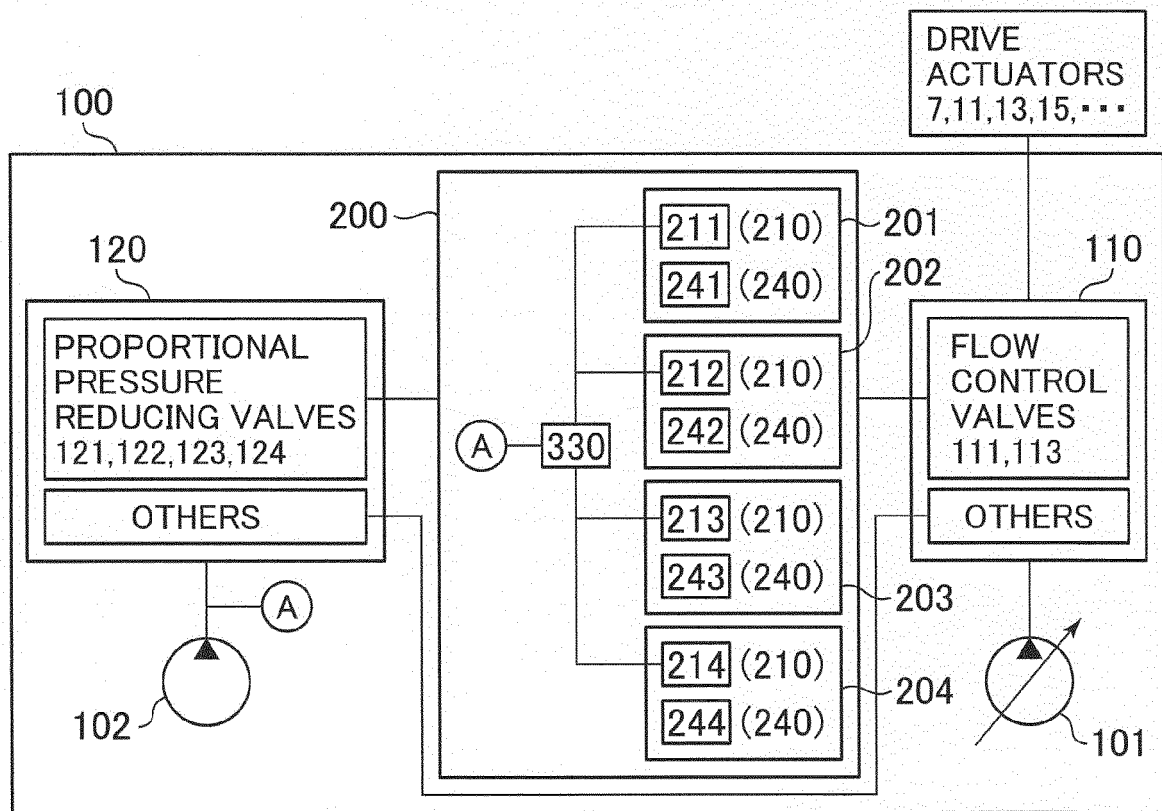 DRIVE
ACTUATORS
7,11,13,15,···
100
200
211 (210)
201
241 (240)
120
110
202
PROPORTIONAL
PRESSURE
REDUCING VALVES
121,122,123,124
212 (210)
242 (240)
FLOW
CONTROL
VALVES
111,113
A
330
OTHERS
213 (210)
243 (240)
OTHERS
203
A
214 (210)
244 (240)
204
102
101